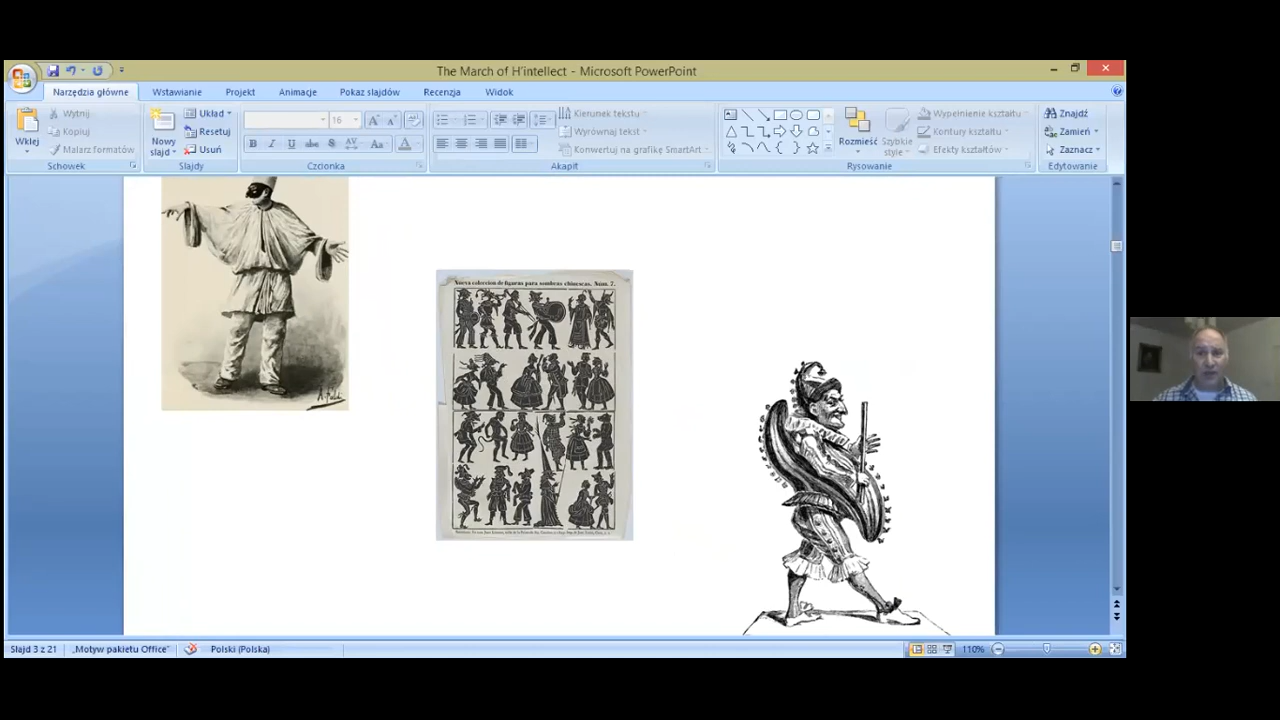 The March of H'intellect - Microsoft PowerPoint
Narzędzia główne Wstawianie Projekt Animacje Pokaz slajdów Recenzja Widok
Wklej
Wytnij
Kopiuj
Malarz formatów
Schowek
Nowy slajd
Układ
Resetuj
Usuń
Slajdy
16
Czcionka
Kierunek tekstu
Wyrównaj tekst
Konwertuj na grafikę SmartArt
Akapit
Rozmieść
Szybkie style
Wypełnienie kształtu
Kontury kształtu
Efekty kształtów
Rysowanie
Znajdź
Zamień
Zaznacz
Edytowanie
Nueva coleccion de figuras para sombras chinescas. Núm. 7.
Slajd 3 z 21 „Motyw pakietu Office” Polski (Polska) 110%